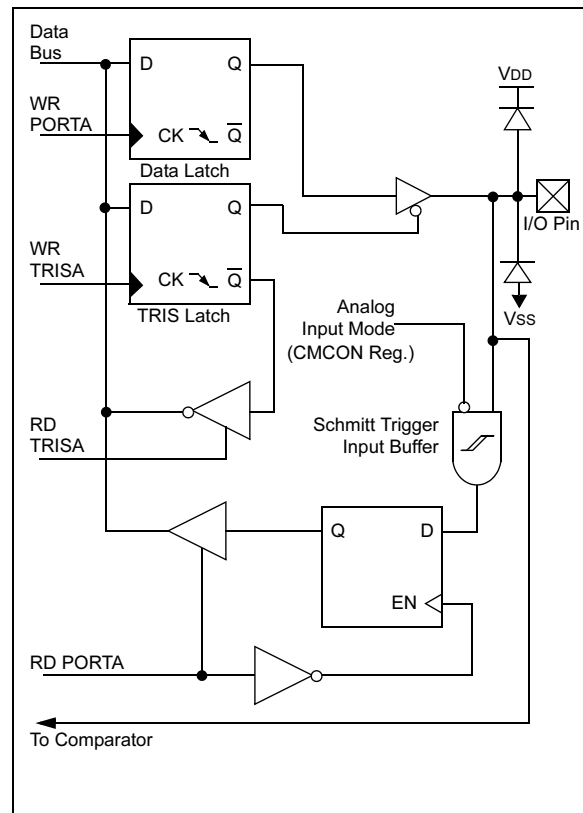 Data
Bus
D
Q
VDD
WR
PORTA
CK
Q
Data Latch
D
Q
I/O Pin
WR
TRISA
CK
Q
TRIS Latch
VSS
Analog
Input Mode
(CMCON Reg.)
RD
TRISA
Schmitt Trigger
Input Buffer
Q
D
EN
RD PORTA
To Comparator